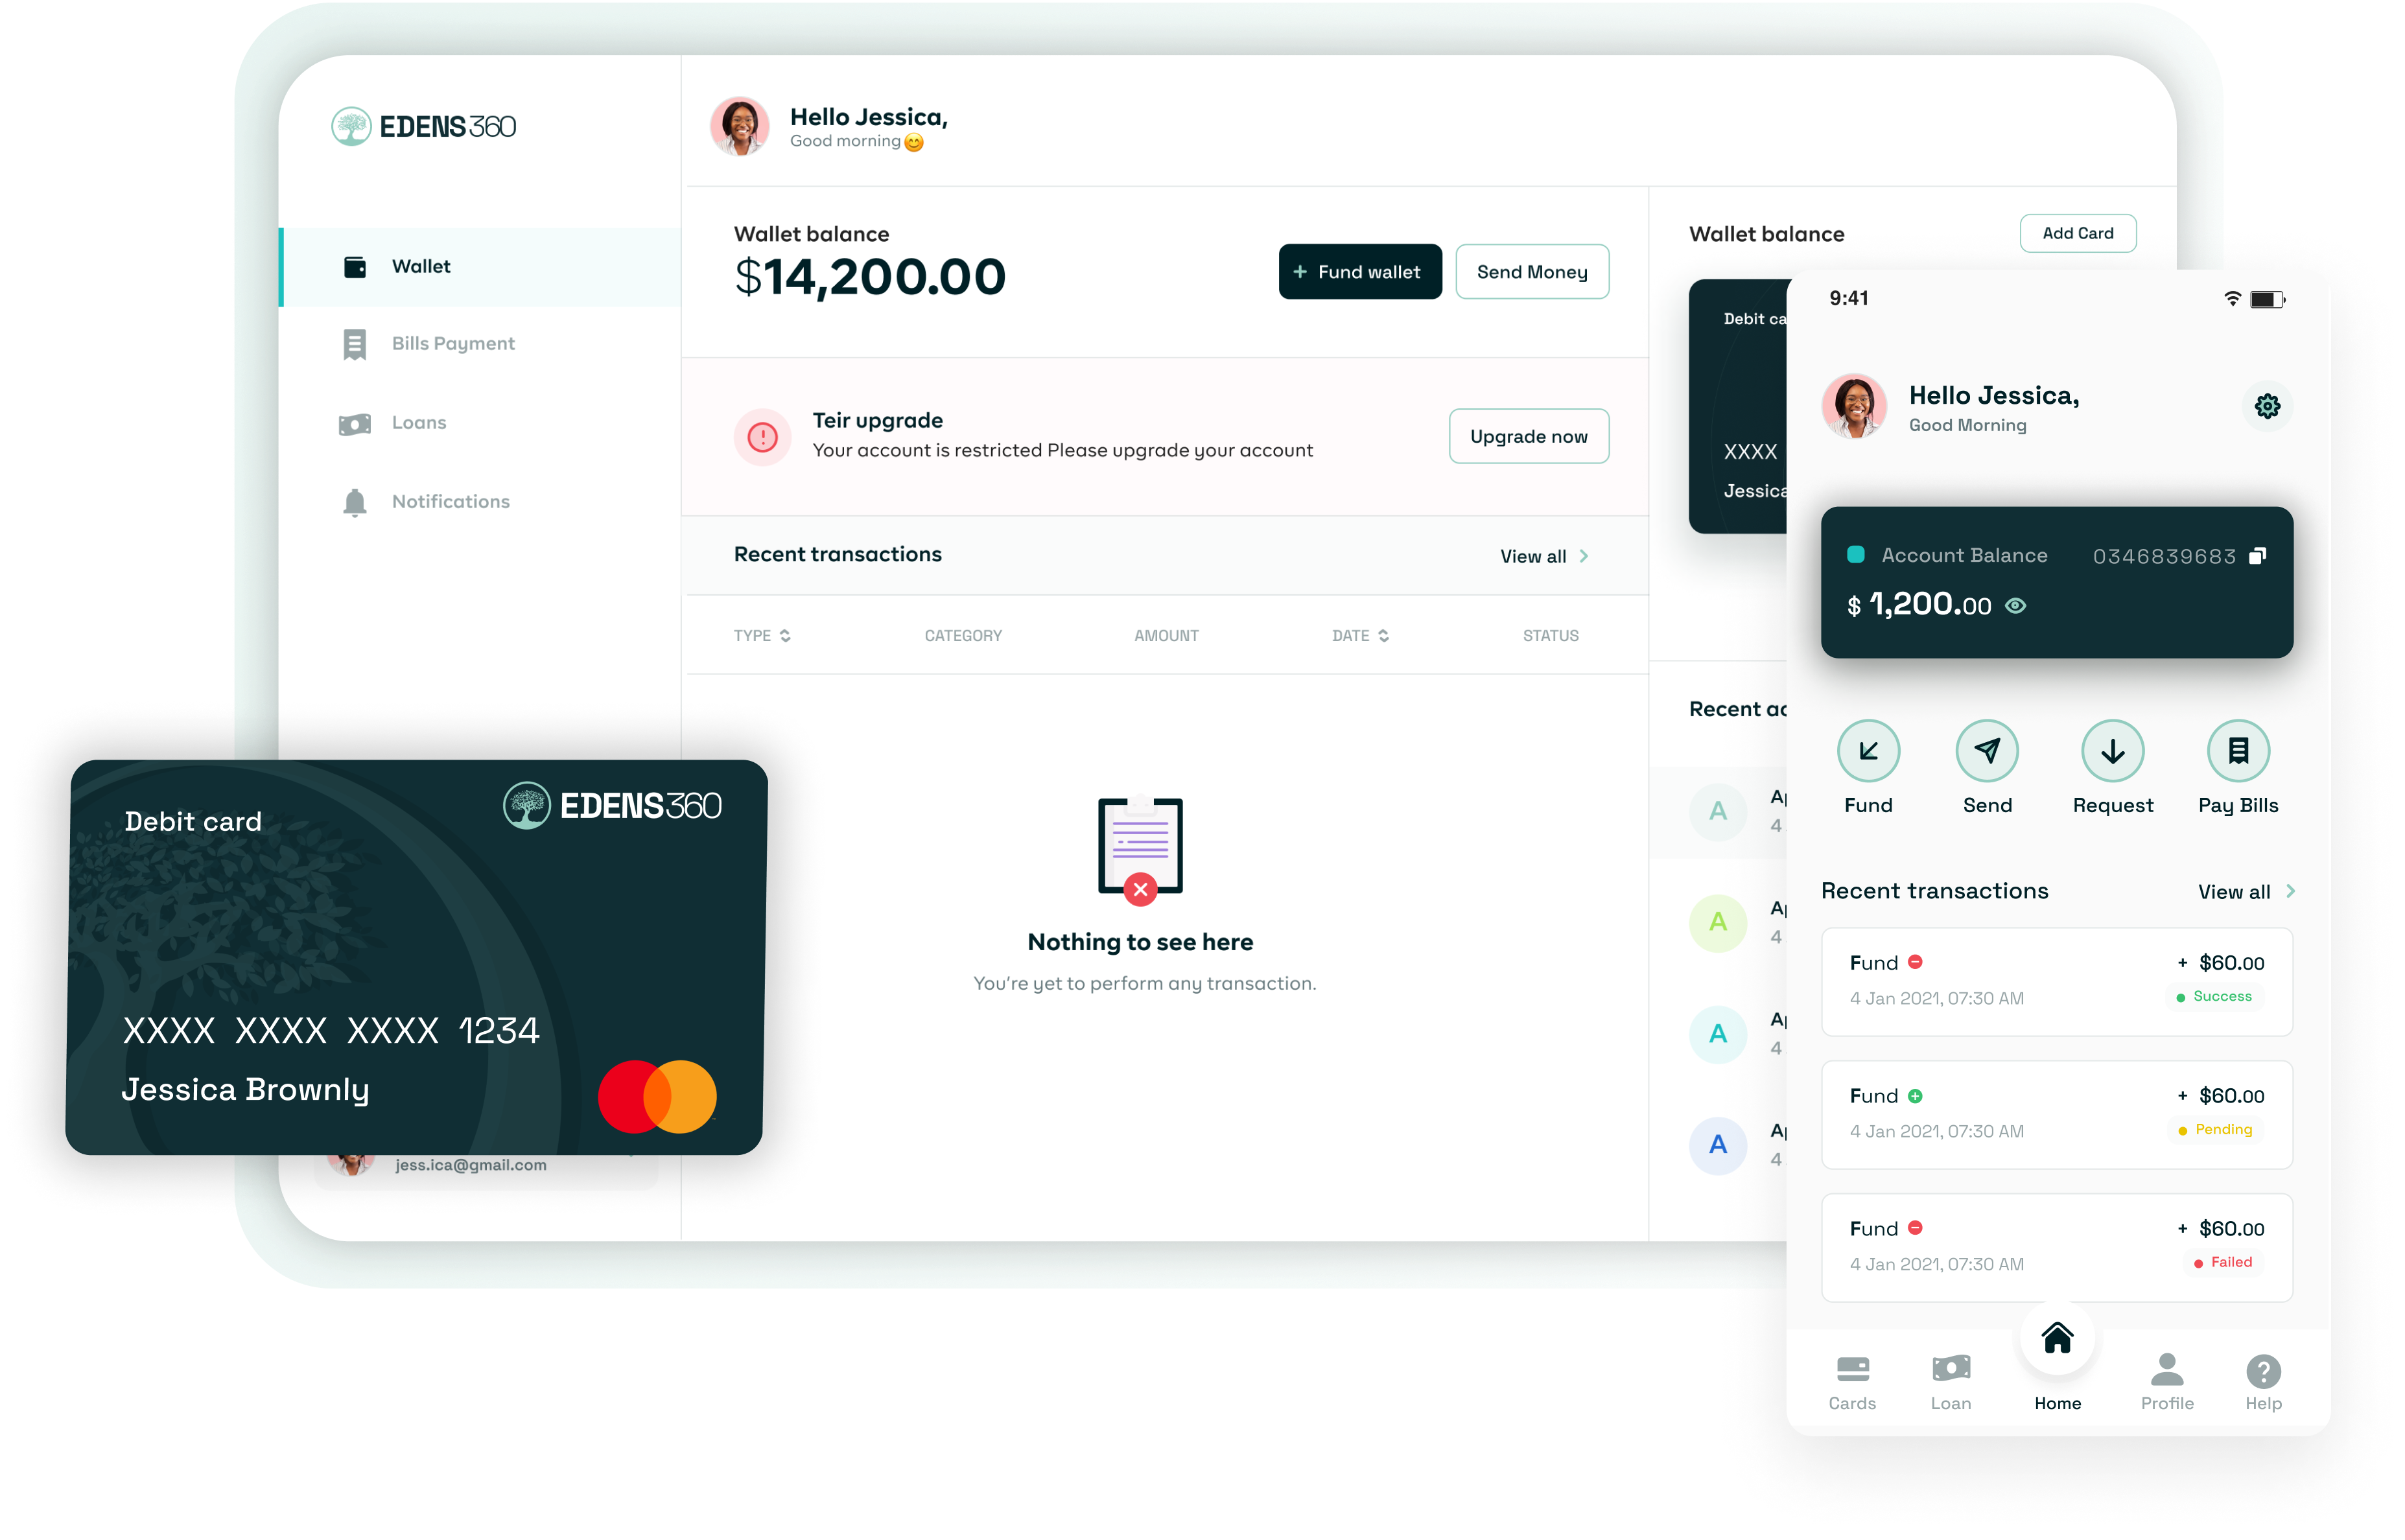 EDENS360
Hello Jessica,
Good morning😊
Wallet
Bills Payment
Loans
Notifications
Wallet balance
$14,200.00
+ Fund wallet
Send Money
Teir upgrade
Your account is restricted Please upgrade your account
Upgrade now
Recent transactions
View all
TYPE
CATEGORY
AMOUNT
DATE
STATUS
Nothing to see here
You're yet to perform any transaction.
Wallet balance
Add Card
Debit
XXXX
Jessica
Recent
A
4
A
4
A
4
A
4
Debit card
EDENS360
XXXX XXXX XXXX 1234
Jessica Brownly
jess.ica@gmail.com
9:41
Hello Jessica,
Good Morning
Account Balance 0346839683
$ 1,200.00
Fund
Send
Request
Pay Bills
Recent transactions
View all
Fund + $60.00
4 Jan 2021, 07:30 AM Success
Fund + $60.00
4 Jan 2021, 07:30 AM Pending
Fund + $60.00
4 Jan 2021, 07:30 AM Failed
Cards
Loan
Home
Profile
Help